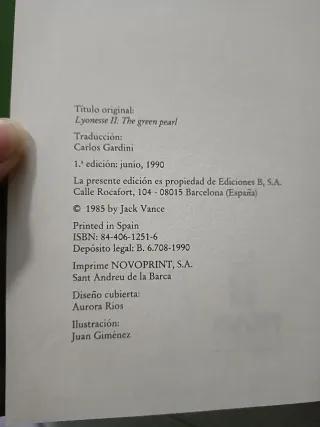 Título original:
Lyonesse II: The green pearl
Traducción:
Carlos Gardini
1.ª edición: junio, 1990
La presente edición es propiedad de Ediciones B, S.A.
Calle Rocafort, 104 - 08015 Barcelona (España)
© 1985 by Jack Vance
Printed in Spain
ISBN: 84-406-1251-6
Depósito legal: B. 6.708-1990
Imprime NOVOPRINT, S.A.
Sant Andreu de la Barca
Diseño cubierta:
Aurora Ríos
Ilustración:
Juan Giménez